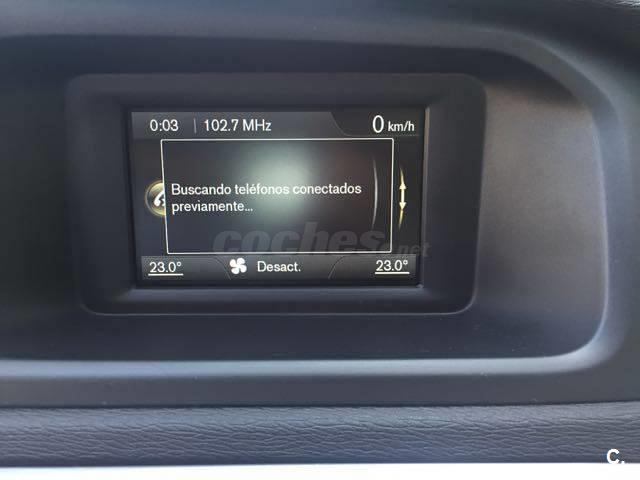 0:03 | 102.7 MHz 0 km/h
Buscando teléfonos conectados
previamente...
coches.net
23.0° Desact. 23.0°
C.